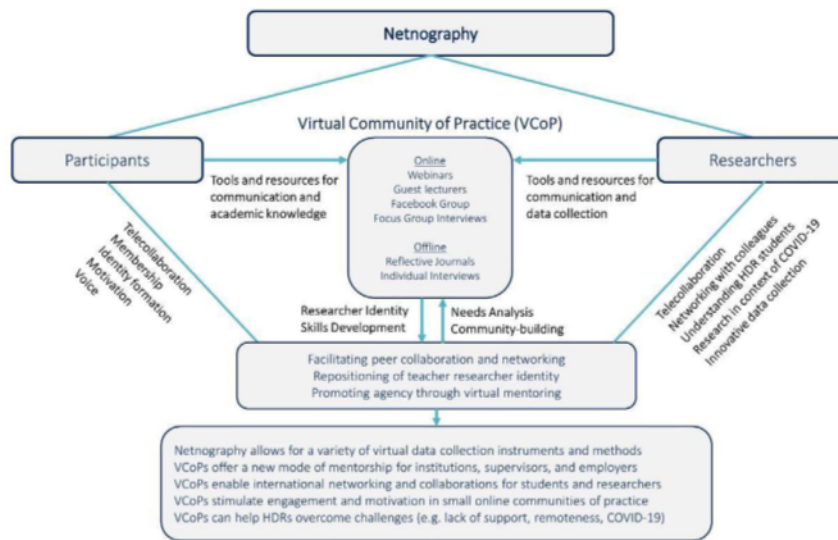 Netnography
Virtual Community of Practice (VCoP)
Participants
Researchers
Tools and resources for
communication and
academic knowledge
Online
Webinars
Guest lecturers
Facebook Group
Focus Group Interviews
Offline
Reflective Journals
Individual Interviews
Tools and resources for
communication and
data collection
Telecollaboration
Membership
Identity formation
Motivation
Voice
Telecollaboration
Networking with colleagues
Understanding HDR students
Research in context of COVID-19
Innovative data collection
Researcher Identity
Skills Development
Needs Analysis
Community-building
Facilitating peer collaboration and networking
Repositioning of teacher researcher identity
Promoting agency through virtual mentoring
Netnography allows for a variety of virtual data collection instruments and methods
VCoPs offer a new mode of mentorship for institutions, supervisors, and employers
VCoPs enable international networking and collaborations for students and researchers
VCoPs stimulate engagement and motivation in small online communities of practice
VCoPs can help HDRs overcome challenges (e.g. lack of support, remoteness, COVID-19)